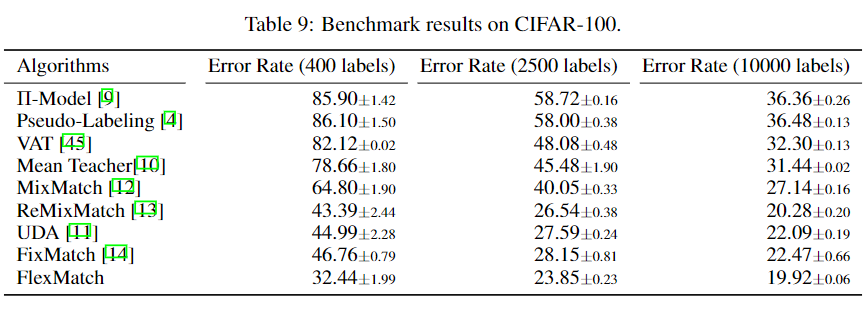 Table 9: Benchmark results on CIFAR-100.
Algorithms Error Rate (400 labels) Error Rate (2500 labels) Error Rate (10000 labels)
Π-Model [9] 85.90±1.42 58.72±0.16 36.36±0.26
Pseudo-Labeling [4] 86.10±1.50 58.00±0.38 36.48±0.13
VAT [45] 82.12±0.02 48.08±0.48 32.30±0.13
Mean Teacher[10] 78.66±1.80 45.48±1.90 31.44±0.02
MixMatch [12] 64.80±1.90 40.05±0.33 27.14±0.16
ReMixMatch [13] 43.39±2.44 26.54±0.38 20.28±0.20
UDA [11] 44.99±2.28 27.59±0.24 22.09±0.19
FixMatch [14] 46.76±0.79 28.15±0.81 22.47±0.66
FlexMatch 32.44±1.99 23.85±0.23 19.92±0.06